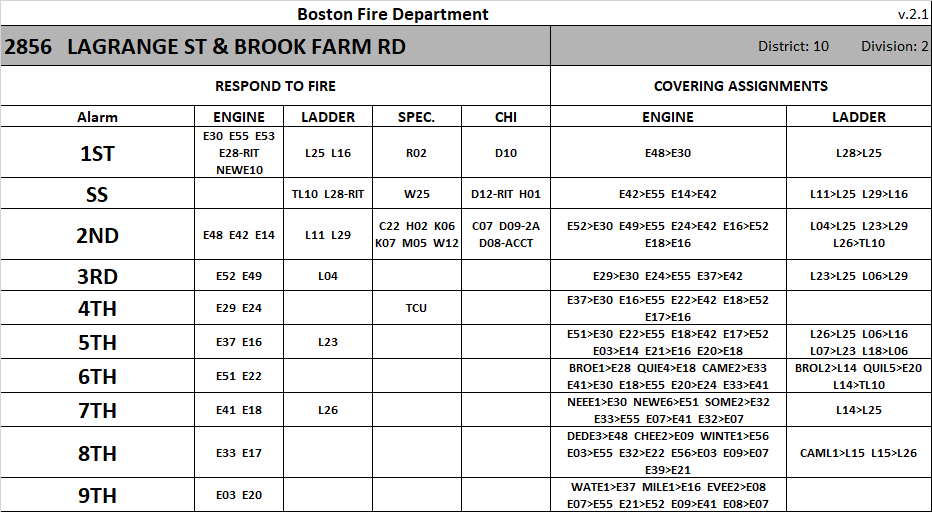 Boston Fire Department v.2.1
2856 LAGRANGE ST & BROOK FARM RD District: 10 Division: 2
RESPOND TO FIRE COVERING ASSIGNMENTS
Alarm ENGINE LADDER SPEC. CHI ENGINE LADDER
1ST
E30 E55 E53
E28-RIT
NEWE10
L25 L16
R02
D10
E48>E30
L28>L25
SS
TL10 L28-RIT
W25
D12-RIT H01
E42>E55 E14>E42
L11>L25 L29>L16
2ND
E48 E42 E14
L11 L29
C22 H02 K06
K07 M05 W12
C07 D09-2A
D08-ACCT
E52>E30 E49>E55 E24>E42 E16>E52
E18>E16
L04>L25 L23>L29
L26>TL10
3RD
E52 E49
L04
E29>E30 E24>E55 E37>E42
L23>L25 L06>L29
4TH
E29 E24
TCU
E37>E30 E16>E55 E22>E42 E18>E52
E17>E16
5TH
E37 E16
L23
E51>E30 E22>E55 E18>E42 E17>E52
E03>E14 E21>E16 E20>E18
L26>L25 L06>L16
L07>L23 L18>L06
6TH
E51 E22
BROE1>E28 QUIE4>E18 CAME2>E33
E41>E30 E18>E55 E20>E24 E33>E41
BROL2>L14 QUIL5>E20
L14>TL10
7TH
E41 E18
L26
NEEE1>E30 NEWE6>E51 SOME2>E32
E33>E55 E07>E41 E32>E07
L14>L25
8TH
E33 E17
DEDE3>E48 CHEE2>E09 WINTE1>E56
E03>E55 E32>E22 E56>E03 E09>E07
E39>E21
CAML1>L15 L15>L26
9TH
E03 E20
WATE1>E37 MILE1>E16 EVEE2>E08
E07>E55 E21>E52 E09>E41 E08>E07